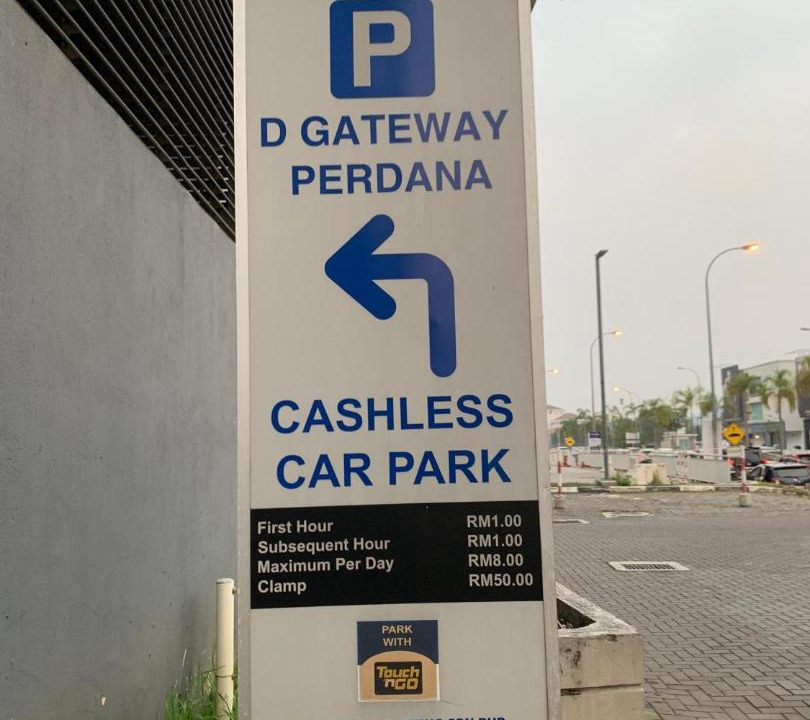 P
D GATEWAY
PERDANA
CASHLESS
CAR PARK
First Hour RM1.00
Subsequent Hour RM1.00
Maximum Per Day RM8.00
Clamp RM50.00
PARK
WITH
Touch
'nGO